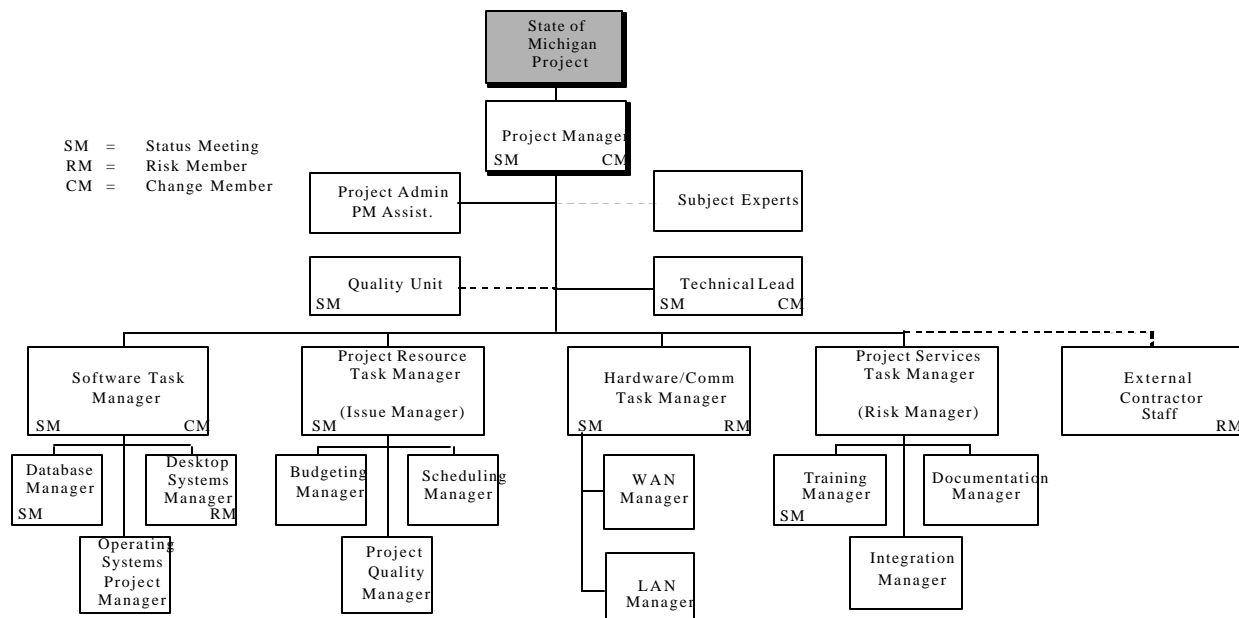 State of
Michigan
Project
Project Manager
SM CM
SM = Status Meeting
RM = Risk Member
CM = Change Member
Project Admin
PM Assist.
Subject Experts
Quality Unit
SM
Technical Lead
SM CM
Software Task
Manager
SM CM
Project Resource
Task Manager
(Issue Manager)
SM
Hardware/Comm
Task Manager
SM RM
Project Services
Task Manager
(Risk Manager)
External
Contractor
Staff
RM
Database
Manager
SM
Desktop
Systems
Manager
RM
Budgeting
Manager
Scheduling
Manager
WAN
Manager
Training
Manager
SM
Documentation
Manager
Operating
Systems
Project
Manager
Project
Quality
Manager
LAN
Manager
Integration
Manager